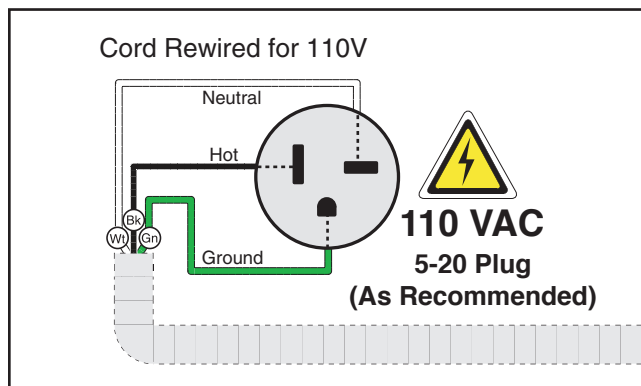 Cord Rewired for 110V
Neutral
Hot
Bk
Wt
Gn
Ground
110 VAC
5-20 Plug
(As Recommended)